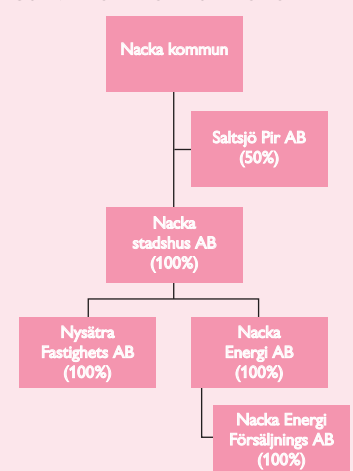 Nacka kommun
Saltsjö Pir AB
(50%)
Nacka
stadshus AB
(100%)
Nysätra
Fastighets AB
(100%)
Nacka
Energi AB
(100%)
Nacka Energi
Försäljnings AB
(100%)